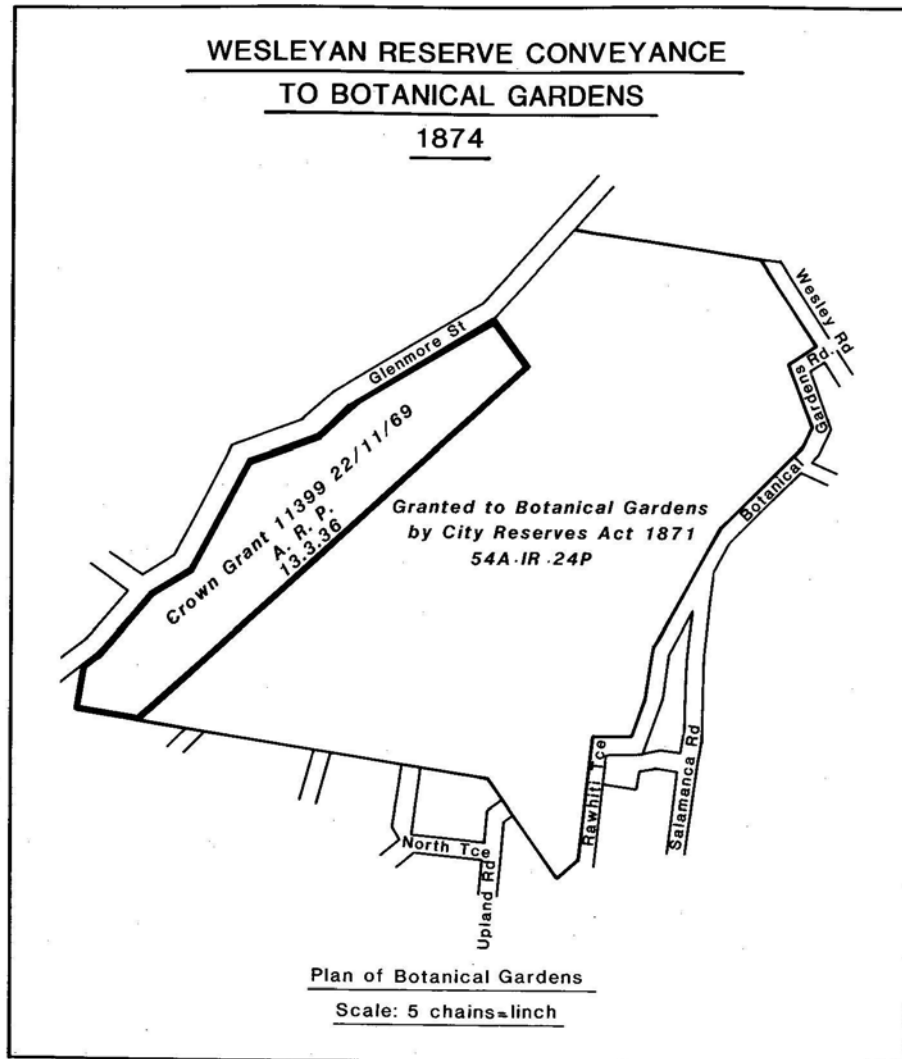 WESLEYAN RESERVE CONVEYANCE
TO BOTANICAL GARDENS
1874
Glenmore St
Wesley Rd
Gardens Rd.
Botanical
Crown Grant 11399 22/11/69
A. R. P.
13.3.36
Granted to Botanical Gardens
by City Reserves Act 1871
54A·IR·24P
Rawhiti Tce
Salamanca Rd
North Tce
Upland Rd
Plan of Botanical Gardens
Scale: 5 chains=linch